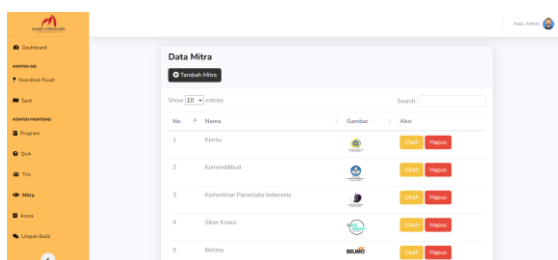 Halo, Admin
Dashboard
KONTEN GIS
Koordinat Pusat
Spot
KONTEN FRONTEND
Program
QnA
Tim
Mitra
Acara
Umpan Balik
Data Mitra
Tambah Mitra
Show 10 entries
Search:
No Nama Gambar Aksi
1 Kemlu Ubah Hapus
2 Kemendikbud Ubah Hapus
3 Kementrian Pariwisata Indonesia Ubah Hapus
4 Siber Kreasi Ubah Hapus
5 Belimo BELIMO Ubah Hapus